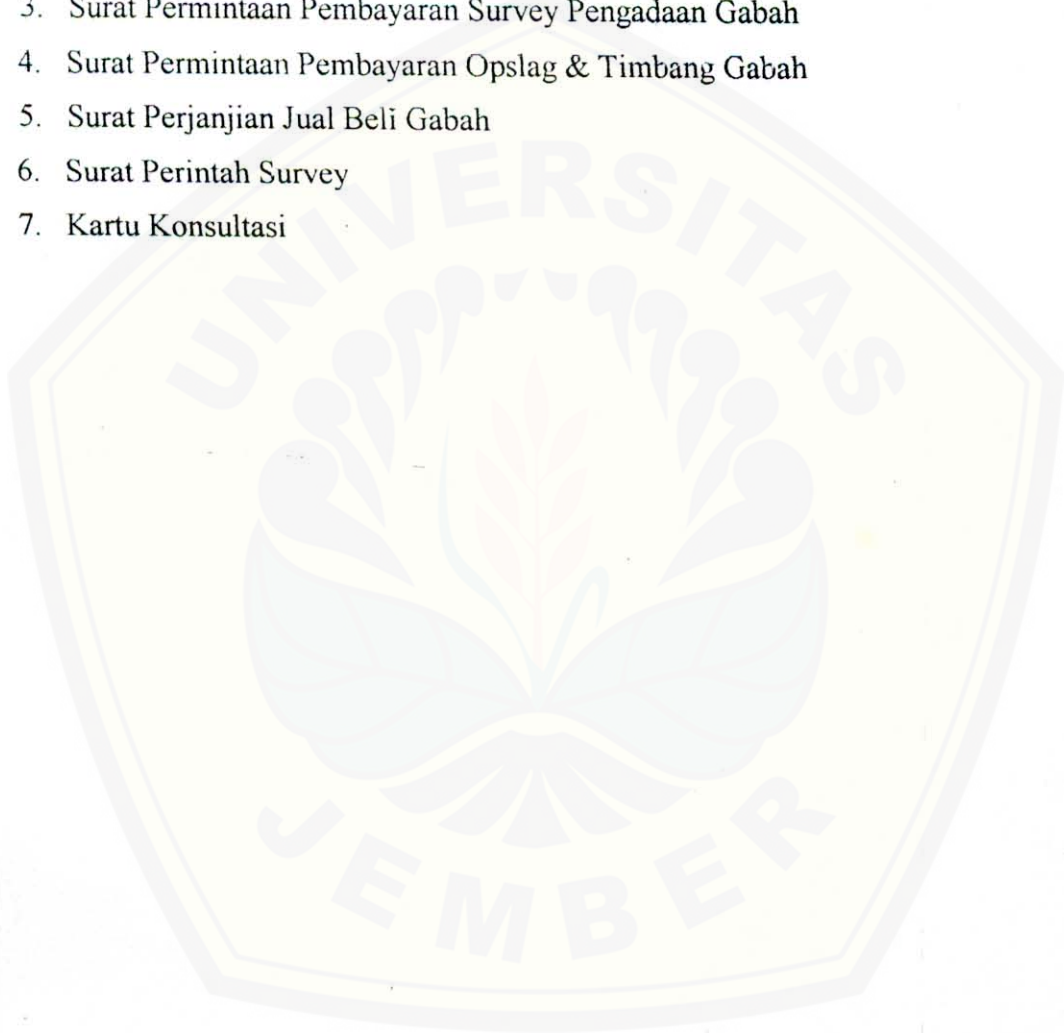 3. Surat Permintaan Pembayaran Survey Pengadaan Gabah
4. Surat Permintaan Pembayaran Opslag & Timbang Gabah
5. Surat Perjanjian Jual Beli Gabah
6. Surat Perintah Survey
7. Kartu Konsultasi
UNIVERSITAS
JEMBER